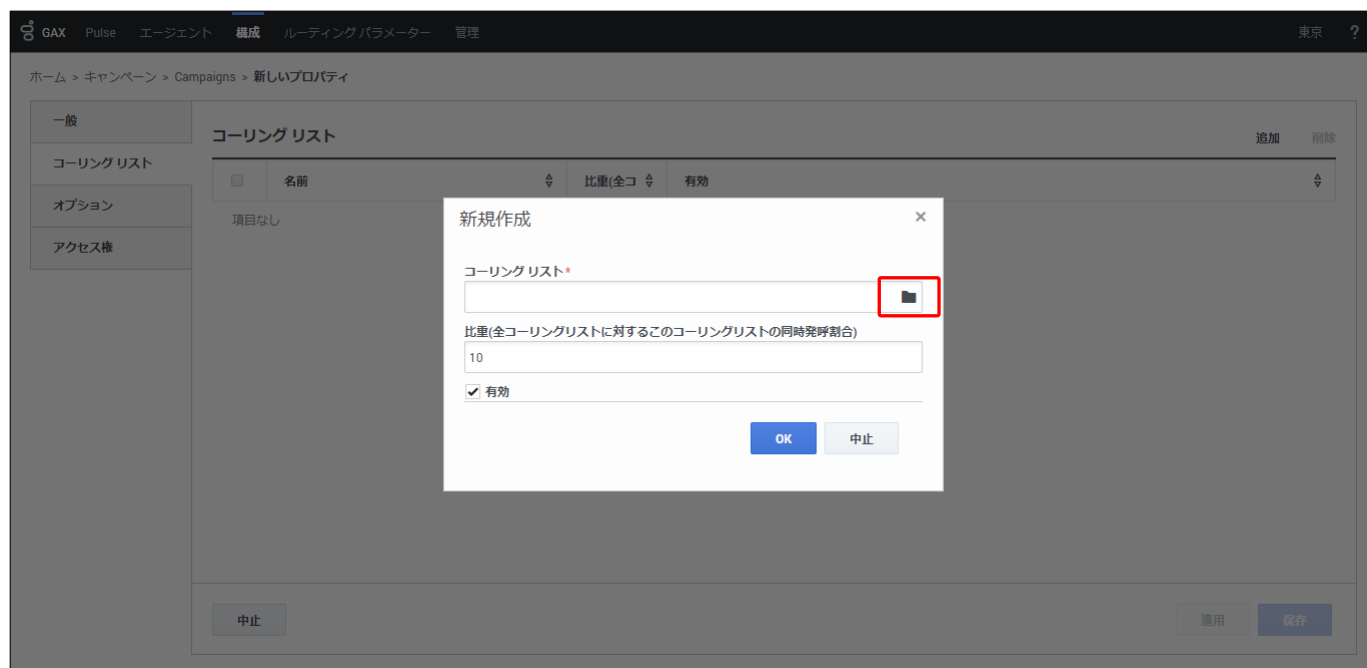 GAX Pulse エージェント 構成 ルーティング パラメーター 管理 東京 ?
ホーム > キャンペーン > Campaigns > 新しいプロパティ
一般
コーリング リスト
オプション
アクセス権
コーリング リスト 追加 削除
名前 比重(全コ 有効
項目なし
新規作成 ×
コーリング リスト*
比重(全コーリングリストに対するこのコーリングリストの同時発呼割合)
10
有効
OK 中止
中止 適用 保存